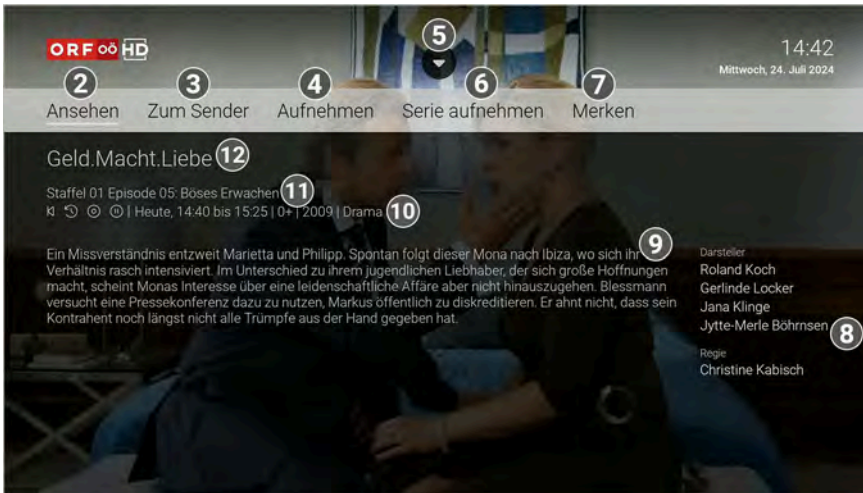 ORF OÖ HD
5
14:42
Mittwoch, 24. Juli 2024
2 3 4 6 7
Ansehen Zum Sender Aufnehmen Serie aufnehmen Merken
Geld.Macht.Liebe 12
Staffel 01 Episode 05: Böses Erwachen 11
| Heute, 14:40 bis 15:25 | 0+ | 2009 | Drama 10
Ein Missverständnis entzweit Marietta und Philipp. Spontan folgt dieser Mona nach Ibiza, wo sich ihr 9
Verhältnis rasch intensiviert. Im Unterschied zu ihrem jugendlichen Liebhaber, der sich große Hoffnungen
macht, scheint Monas Interesse über eine leidenschaftliche Affäre aber nicht hinauszugehen. Blessmann
versucht eine Pressekonferenz dazu zu nutzen, Markus öffentlich zu diskreditieren. Er ahnt nicht, dass sein
Kontrahent noch längst nicht alle Trümpfe aus der Hand gegeben hat.
Darsteller
Roland Koch
Gerlinde Locker
Jana Klinge
Jytte-Merle Böhrnsen 8
Regie
Christine Kabisch